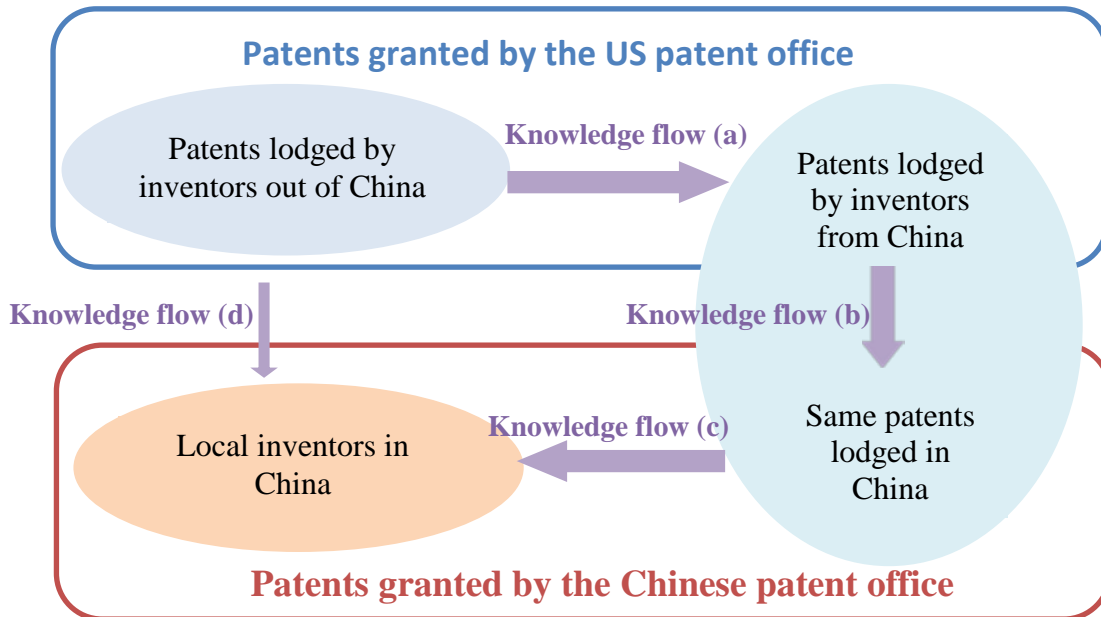 Patents granted by the US patent office
Patents lodged by
inventors out of China
Knowledge flow (a)
Patents lodged
by inventors
from China
Knowledge flow (d)
Knowledge flow (b)
Local inventors in
China
Knowledge flow (c)
Same patents
lodged in
China
Patents granted by the Chinese patent office